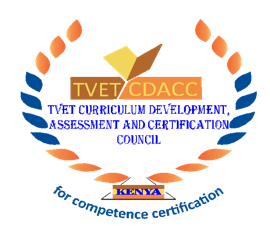 TVET CDACC
TVET CURRICULUM DEVELOPMENT,
ASSESSMENT AND CERTIFICATION
COUNCIL
KENYA
for competence certification